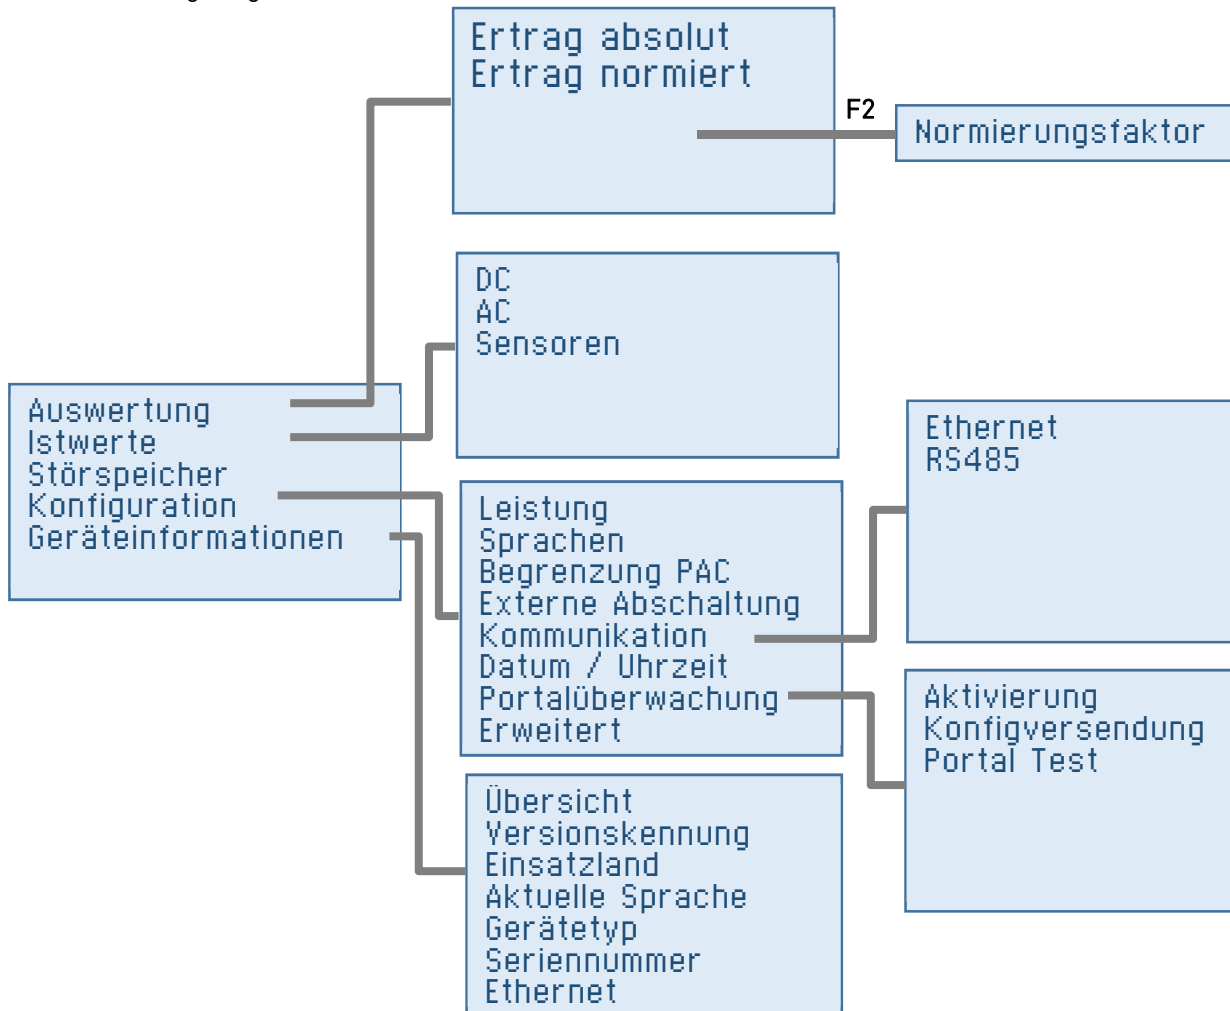 Ertrag absolut
Ertrag normiert
F2
Normierungsfaktor
DC
AC
Sensoren
Auswertung
Istwerte
Störspeicher
Konfiguration
Geräteinformationen
Ethernet
RS485
Leistung
Sprachen
Begrenzung PAC
Externe Abschaltung
Kommunikation
Datum / Uhrzeit
Portalüberwachung
Erweitert
Aktivierung
Konfigversendung
Portal Test
Übersicht
Versionskennung
Einsatzland
Aktuelle Sprache
Gerätetyp
Seriennummer
Ethernet